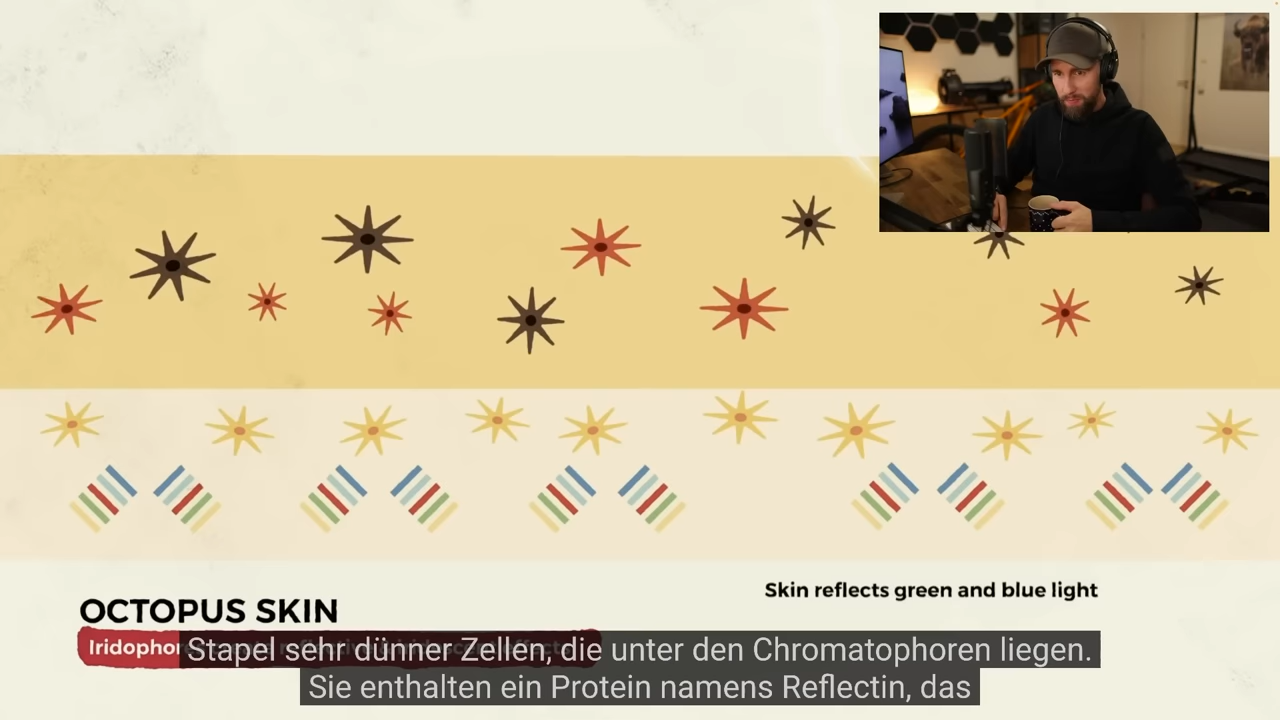 Skin reflects green and blue light
OCTOPUS SKIN
Iridophor
Stapel sehr dünner Zellen, die unter den Chromatophoren liegen.
Sie enthalten ein Protein namens Reflectin, das